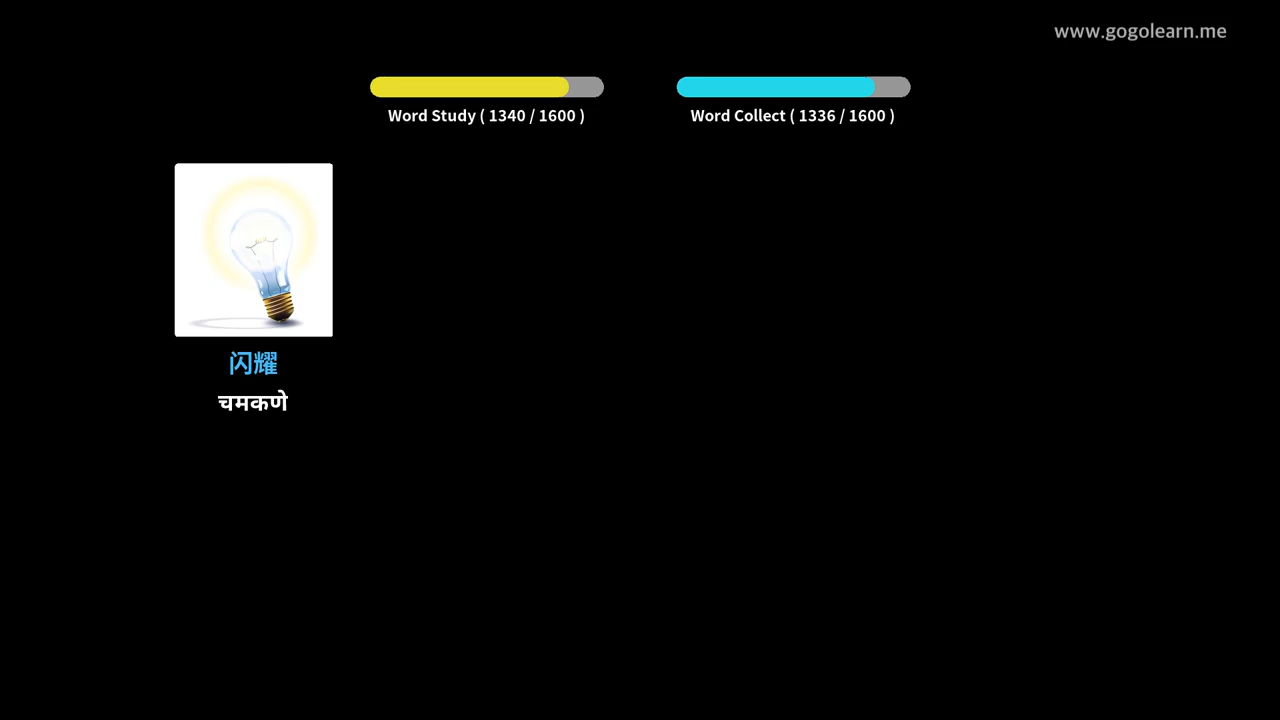 www.gogolearn.me
Word Study ( 1340 / 1600 )
Word Collect ( 1336 / 1600 )
闪耀
चमकणे